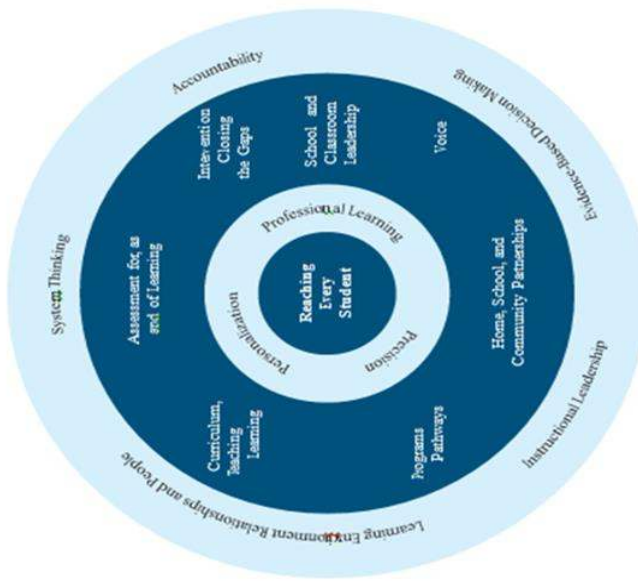 Learning Environment Relationships and People
System Thinking
Accountability
Evidence-Based Decision Making
Instructional Leadership
Programs
Pathways
Curriculum,
Teaching
Learning
Assessment for, as
and of Learning
Intervention
Closing
the Gaps
School and
Classroom
Leadership
Voice
Home, School, and
Community Partnerships
Personalization
Professional Learning
Precision
Reaching
Every
Student